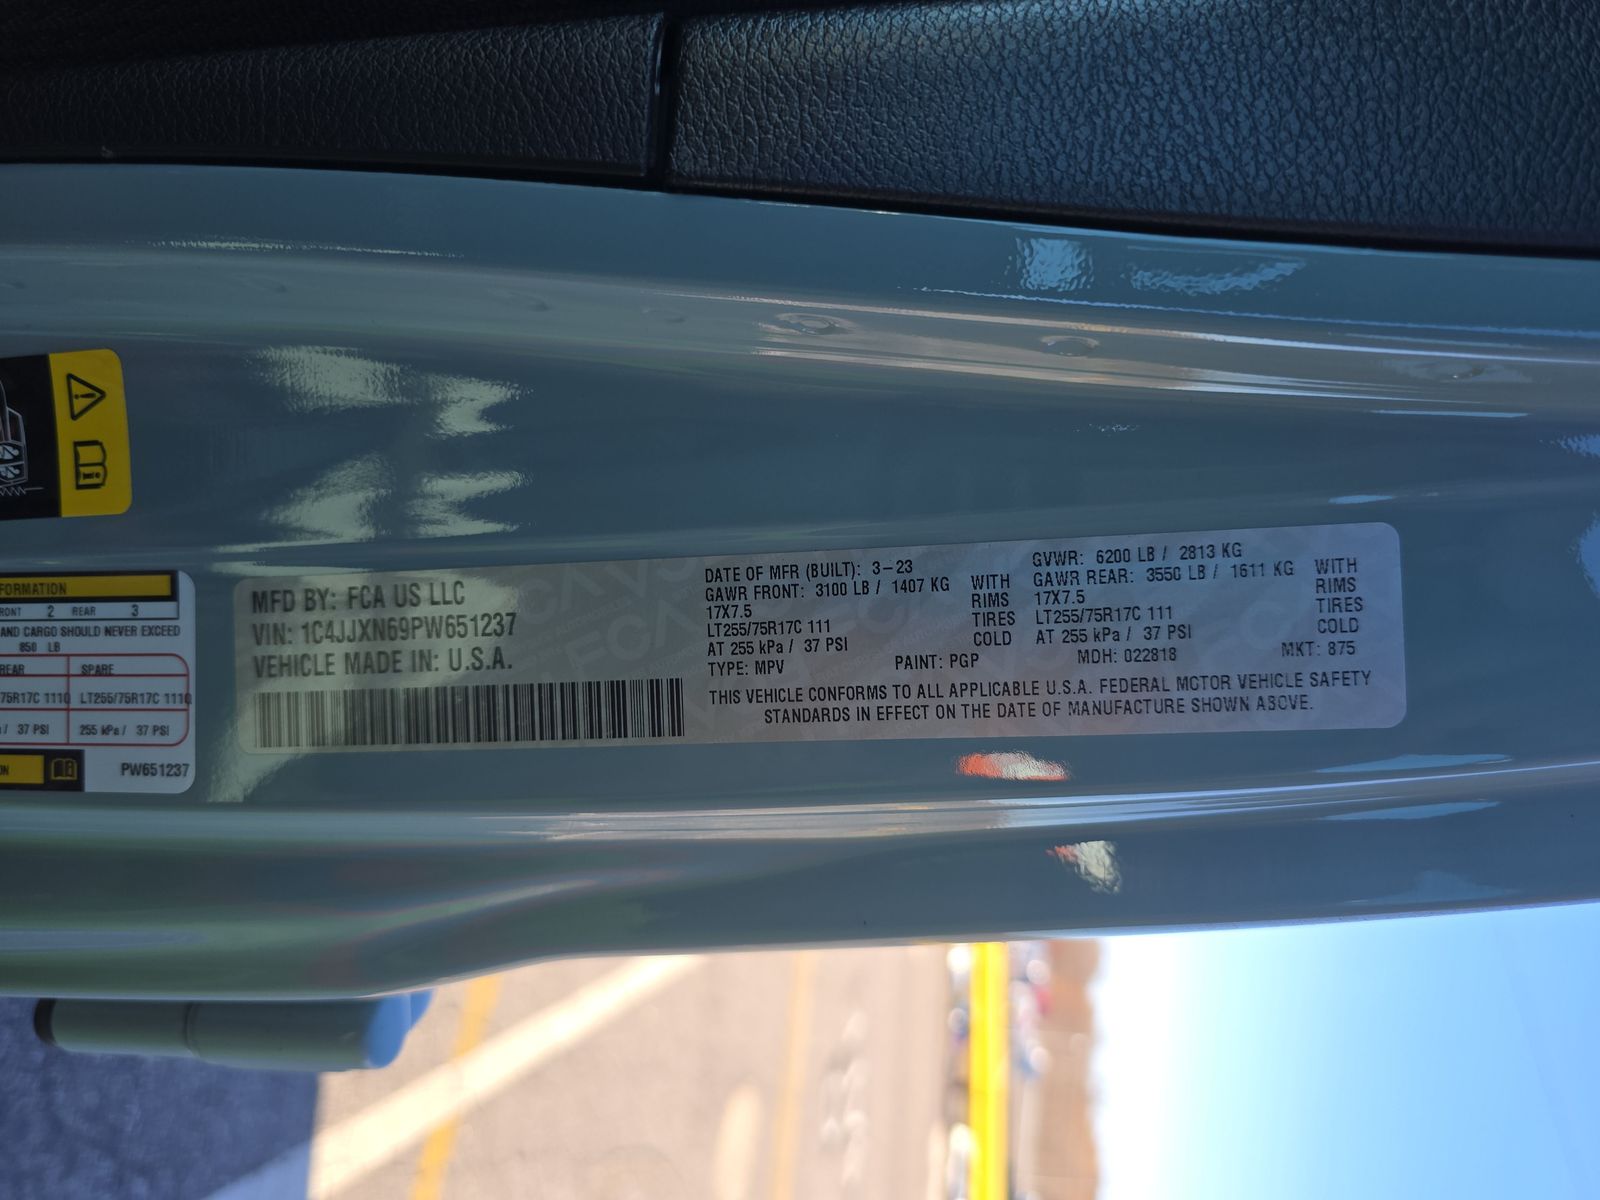 FORMATION
RONT 2 REAR 3
AND CARGO SHOULD NEVER EXCEED
850 LB
REAR SPARE
75R17C 111Q LT255/75R17C 111Q
/ 37 PSI 255 kPa / 37 PSI
ON
PW651237
MFD BY: FCA US LLC
VIN: 1C4JJXN69PW651237
VEHICLE MADE IN: U.S.A.
DATE OF MFR (BUILT): 3-23
GAWR FRONT: 3100 LB / 1407 KG WITH
17X7.5 RIMS
LT255/75R17C 111 TIRES
AT 255 kPa / 37 PSI COLD
TYPE: MPV PAINT: PGP
GVWR: 6200 LB / 2813 KG
GAWR REAR: 3550 LB / 1611 KG WITH
17X7.5 RIMS
LT255/75R17C 111 TIRES
AT 255 kPa / 37 PSI COLD
MDH: 022818 MKT: 875
THIS VEHICLE CONFORMS TO ALL APPLICABLE U.S.A. FEDERAL MOTOR VEHICLE SAFETY
STANDARDS IN EFFECT ON THE DATE OF MANUFACTURE SHOWN ABOVE.